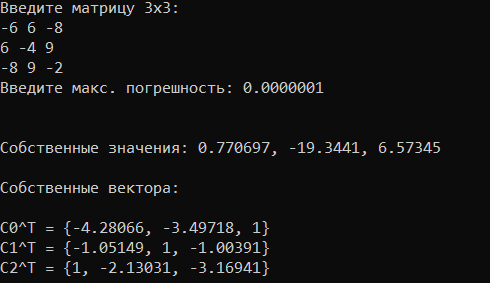 Введите матрицу 3x3:
-6 6 -8
6 -4 9
-8 9 -2
Введите макс. погрешность: 0.0000001
Собственные значения: 0.770697, -19.3441, 6.57345
Собственные вектора:
C0^T = {-4.28066, -3.49718, 1}
C1^T = {-1.05149, 1, -1.00391}
C2^T = {1, -2.13031, -3.16941}